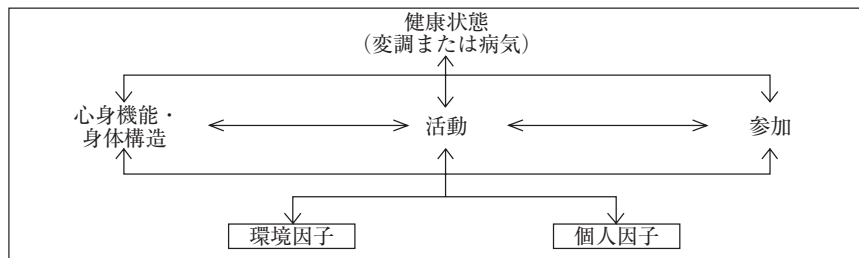 健康状態
(変調または病気)
心身機能・
身体構造
活動
参加
環境因子
個人因子